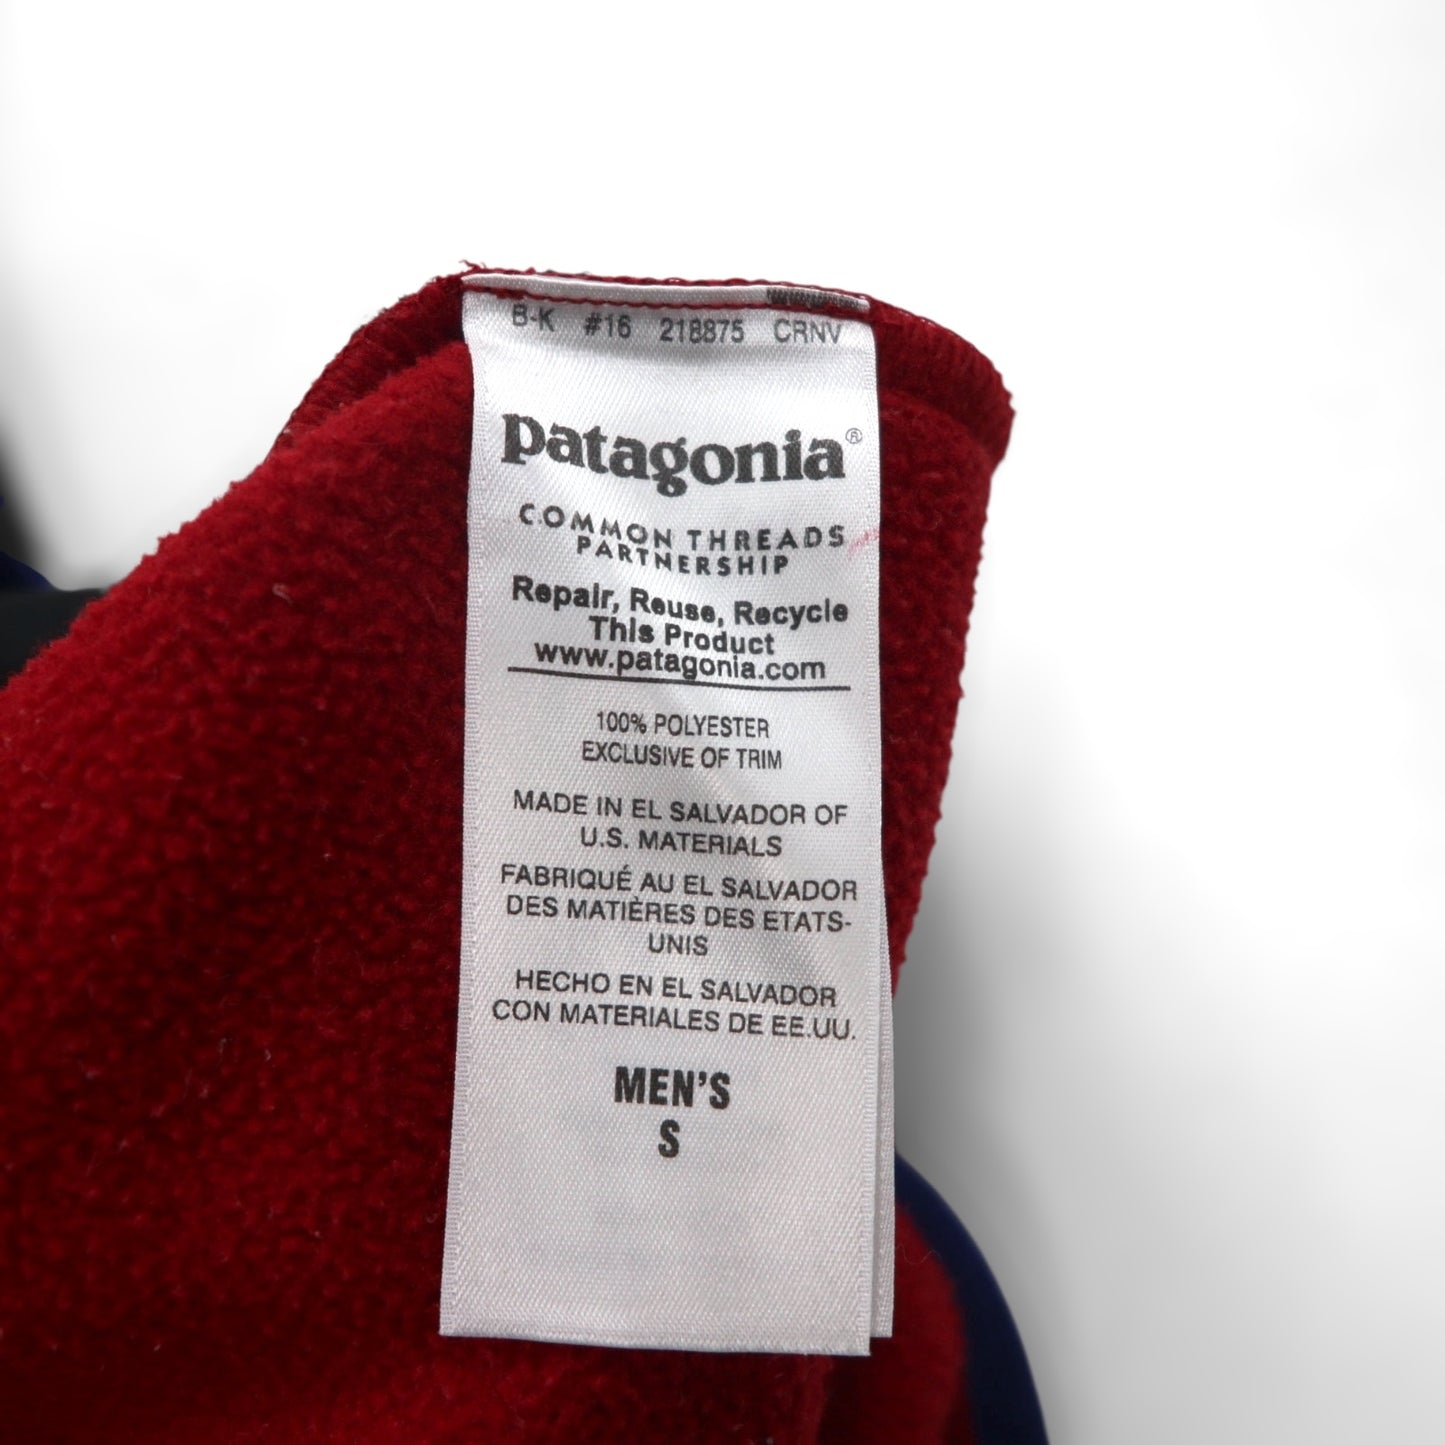 B-K #16 218875 CRNV
patagonia®
COMMON THREADS
PARTNERSHIP
Repair, Reuse, Recycle
This Product
www.patagonia.com
100% POLYESTER
EXCLUSIVE OF TRIM
MADE IN EL SALVADOR OF
U.S. MATERIALS
FABRIQUÉ AU EL SALVADOR
DES MATIÈRES DES ETATS-
UNIS
HECHO EN EL SALVADOR
CON MATERIALES DE EE.UU.
MEN'S
S